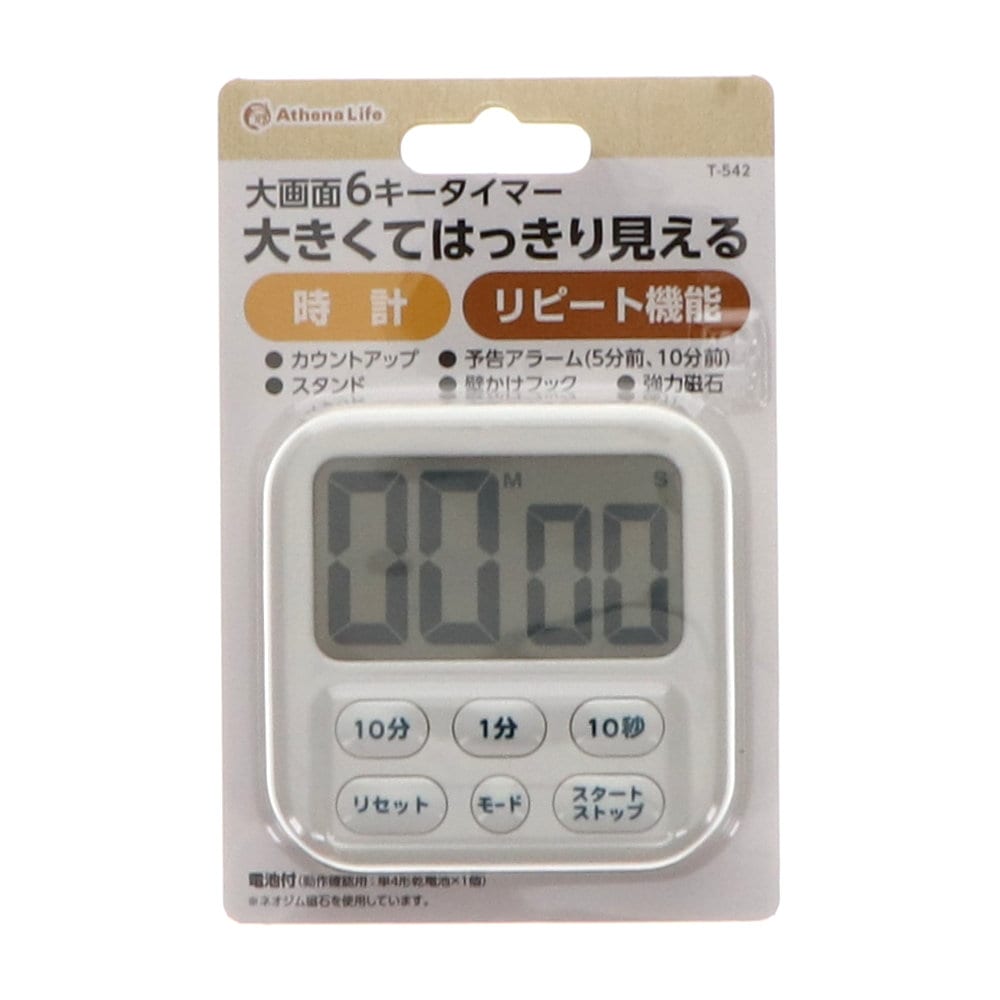 Athena Life
T-542
大画面6キータイマー
大きくてはっきり見える
時計 リピート機能
● カウントアップ ● 予告アラーム(5分前、10分前)
● スタンド ● 壁かけフック ● 強力磁石
00 M 00 S
10分 1分 10秒
リセット モード スタート
ストップ
電池付(動作確認用:単4形乾電池×1個)
※ネオジム磁石を使用しています。